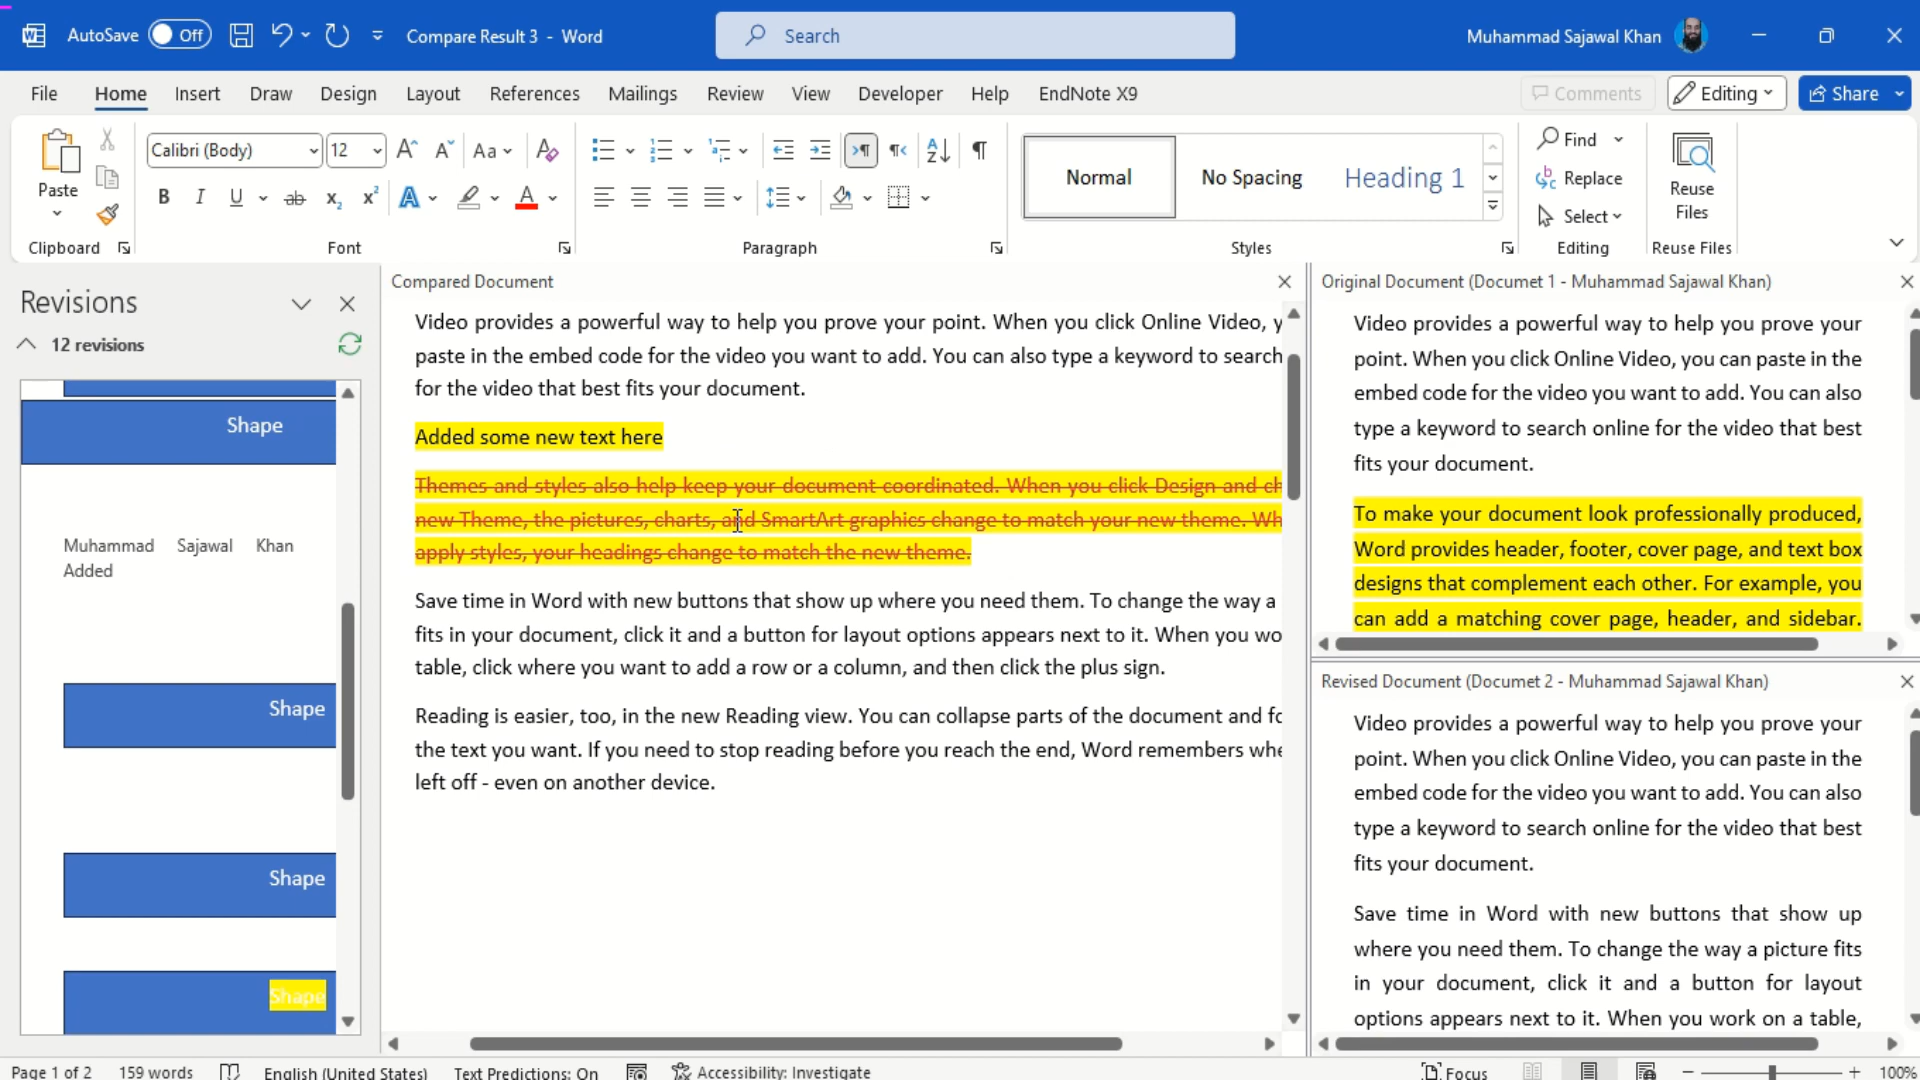 AutoSave Off Compare Result 3 - Word Search Muhammad Sajawal Khan
File Home Insert Draw Design Layout References Mailings Review View Developer Help EndNote X9 Comments Editing Share
Paste
Clipboard
Calibri (Body) 12 A A Aa A
B I U ab x2 x2 A A
Font
Paragraph
Normal No Spacing Heading 1
Styles
Find
Replace
Select
Editing
Reuse
Files
Reuse Files
Revisions
12 revisions
Shape
Muhammad Sajawal Khan
Added
Shape
Shape
Shape
Compared Document
Video provides a powerful way to help you prove your point. When you click Online Video, y
paste in the embed code for the video you want to add. You can also type a keyword to search
for the video that best fits your document.
Added some new text here
Themes and styles also help keep your document coordinated. When you click Design and ch
new Theme, the pictures, charts, and SmartArt graphics change to match your new theme. Wh
apply styles, your headings change to match the new theme.
Save time in Word with new buttons that show up where you need them. To change the way a
fits in your document, click it and a button for layout options appears next to it. When you wo
table, click where you want to add a row or a column, and then click the plus sign.
Reading is easier, too, in the new Reading view. You can collapse parts of the document and fo
the text you want. If you need to stop reading before you reach the end, Word remembers whe
left off - even on another device.
Original Document (Documet 1 - Muhammad Sajawal Khan)
Video provides a powerful way to help you prove your
point. When you click Online Video, you can paste in the
embed code for the video you want to add. You can also
type a keyword to search online for the video that best
fits your document.
To make your document look professionally produced,
Word provides header, footer, cover page, and text box
designs that complement each other. For example, you
can add a matching cover page, header, and sidebar.
Revised Document (Documet 2 - Muhammad Sajawal Khan)
Video provides a powerful way to help you prove your
point. When you click Online Video, you can paste in the
embed code for the video you want to add. You can also
type a keyword to search online for the video that best
fits your document.
Save time in Word with new buttons that show up
where you need them. To change the way a picture fits
in your document, click it and a button for layout
options appears next to it. When you work on a table,
Page 1 of 2 159 words English (United States) Text Predictions: On Accessibility: Investigate Focus 100%